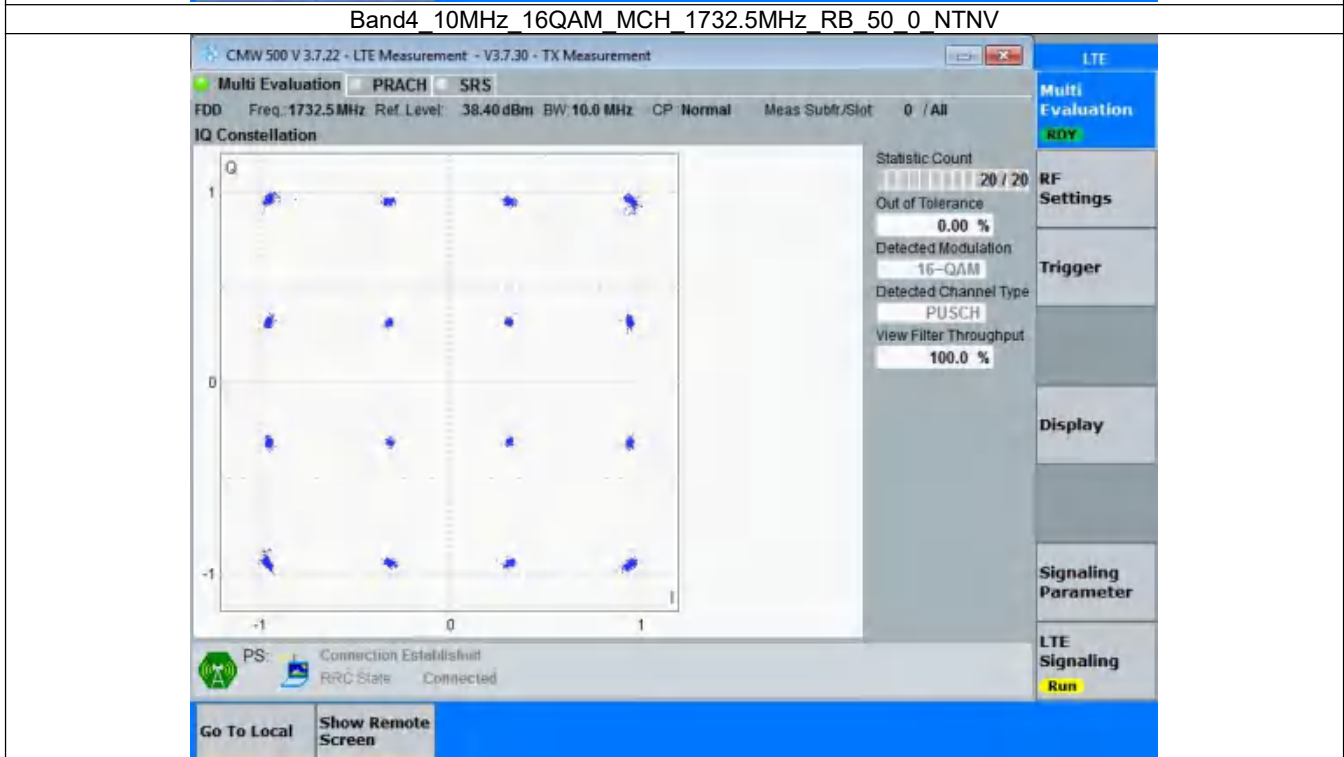 Band4_10MHz_16QAM_MCH_1732.5MHz_RB_50_0_NTNV
CMW 500 V 3.7.22 - LTE Measurement - V3.7.30 - TX Measurement
LTE
Multi Evaluation PRACH SRS
Multi
Evaluation
RDY
FDD Freq.: 1732.5 MHz Ref. Level: 38.40 dBm BW: 10.0 MHz CP: Normal Meas Subfr./Slot: 0 / All
IQ Constellation
Q
1
0
-1
-1 0 1
I
Statistic Count
20 / 20
Out of Tolerance
0.00 %
Detected Modulation
16-QAM
Detected Channel Type
PUSCH
View Filter Throughput
100.0 %
RF
Settings
Trigger
Display
Signaling
Parameter
LTE
Signaling
Run
PS: Connection Established
RRC State Connected
Go To Local
Show Remote
Screen